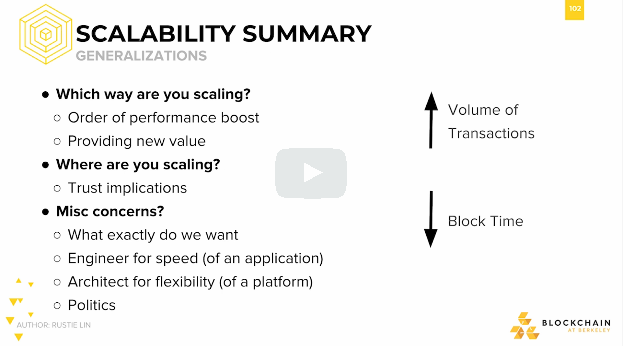 102
SCALABILITY SUMMARY
GENERALIZATIONS
● Which way are you scaling?
○ Order of performance boost
○ Providing new value
● Where are you scaling?
○ Trust implications
● Misc concerns?
○ What exactly do we want
○ Engineer for speed (of an application)
○ Architect for flexibility (of a platform)
○ Politics
Volume of
Transactions
Block Time
AUTHOR: RUSTIE LIN
BLOCKCHAIN
AT BERKELEY